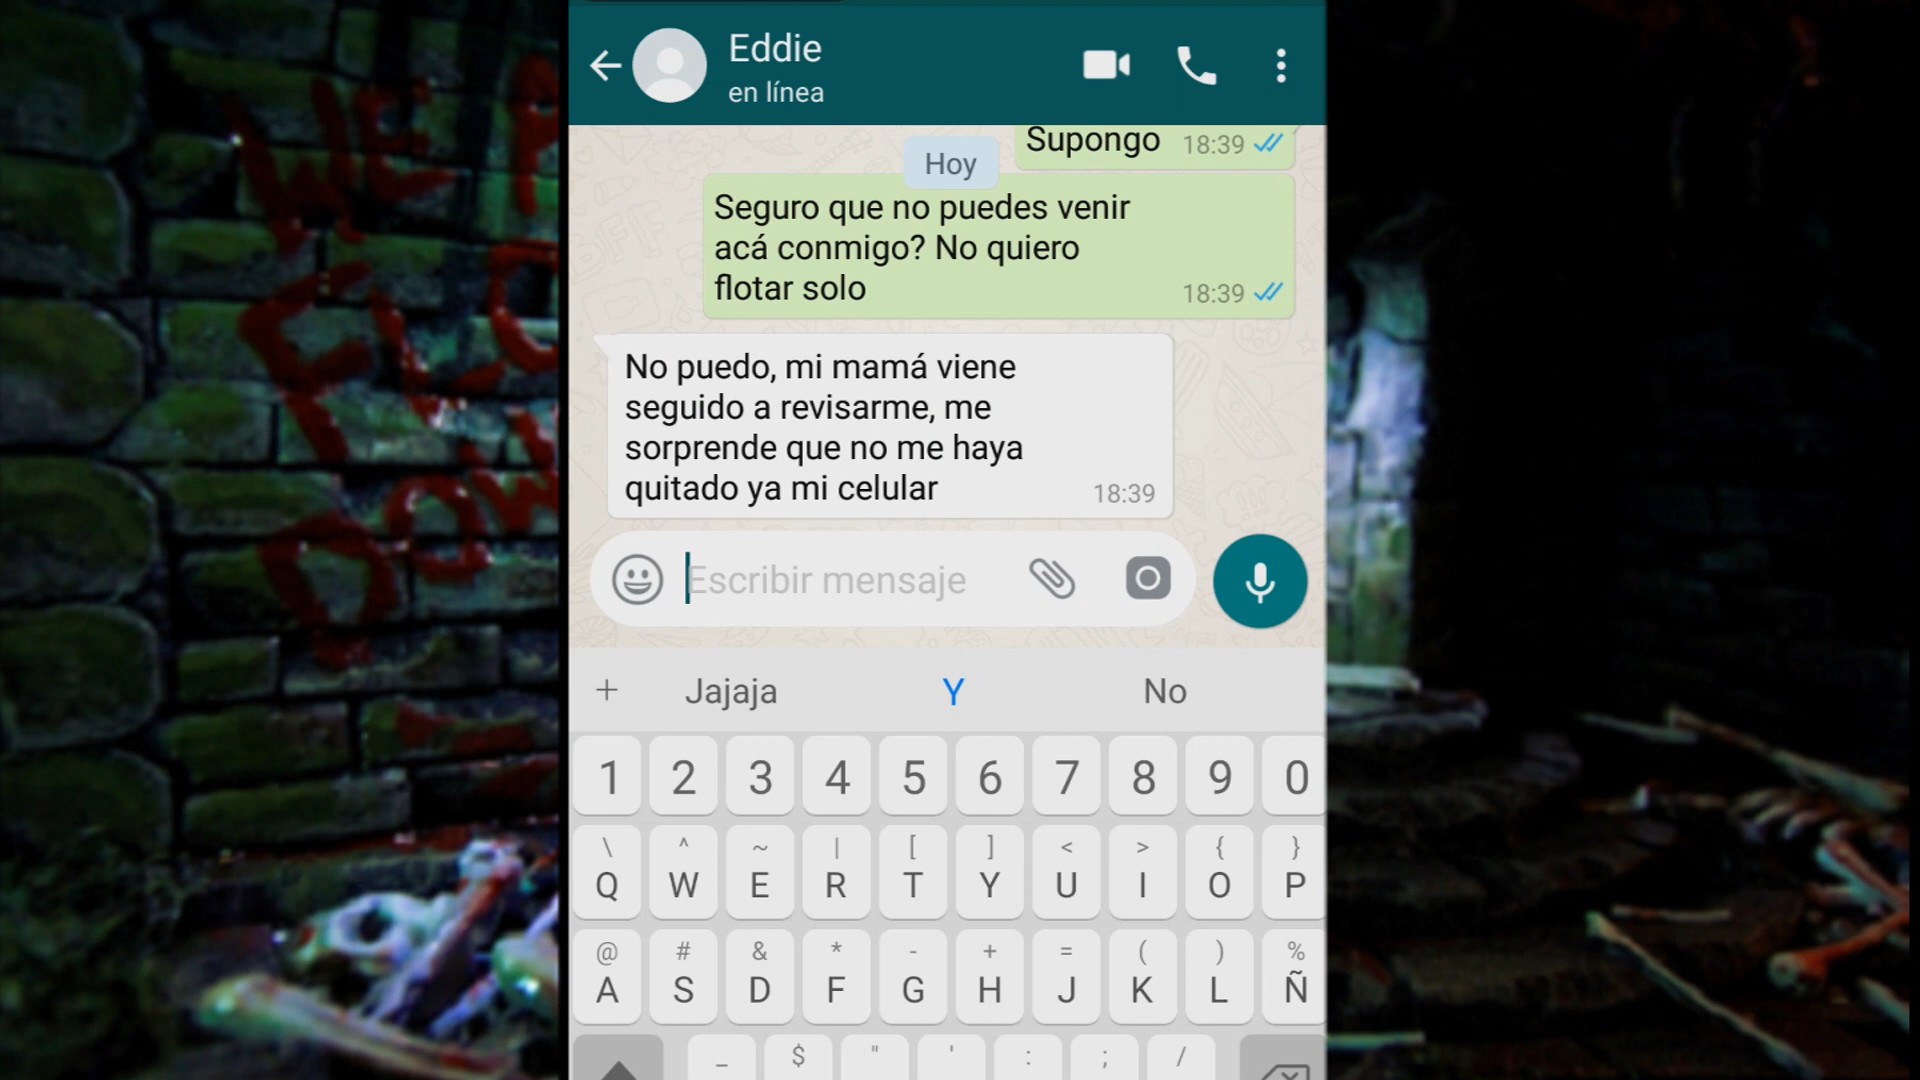 Eddie
en línea
Supongo 18:39
Hoy
Seguro que no puedes venir
acá conmigo? No quiero
flotar solo 18:39
No puedo, mi mamá viene
seguido a revisarme, me
sorprende que no me haya
quitado ya mi celular 18:39
Escribir mensaje
+ Jajaja Y No
1 2 3 4 5 6 7 8 9 0
\ ^ ~ | [ ] < > { }
Q W E R T Y U I O P
@ # & * - + = ( ) %
A S D F G H J K L Ñ
_ $ " ' : ; /
WE
DOW